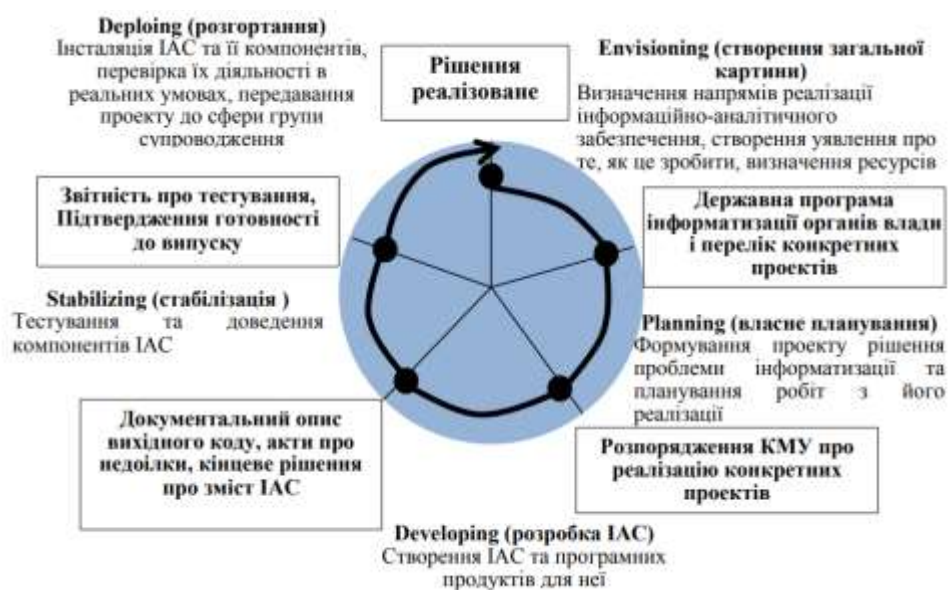 Deploing (розгортання)
Інсталяція ІАС та її компонентів,
перевірка їх діяльності в
реальних умовах, передавання
проекту до сфери групи
супроводження
Рішення
реалізоване
Envisioning (створення загальної
картини)
Визначення напрямів реалізації
інформаційно-аналітичного
забезпечення, створення уявлення про
те, як це зробити, визначення ресурсів
Державна програма
інформатизації органів влади
і перелік конкретних
проектів
Planning (власне планування)
Формування проекту рішення
проблеми інформатизації та
планування робіт з його
реалізації
Розпорядження КМУ про
реалізацію конкретних
проектів
Developing (розробка ІАС)
Створення ІАС та програмних
продуктів для неї
Документальний опис
вихідного коду, акти про
недоілки, кінцеве рішення
про зміст ІАС
Stabilizing (стабілізація )
Тестування та доведення
компонентів ІАС
Звітність про тестування,
Підтвердження готовності
до випуску